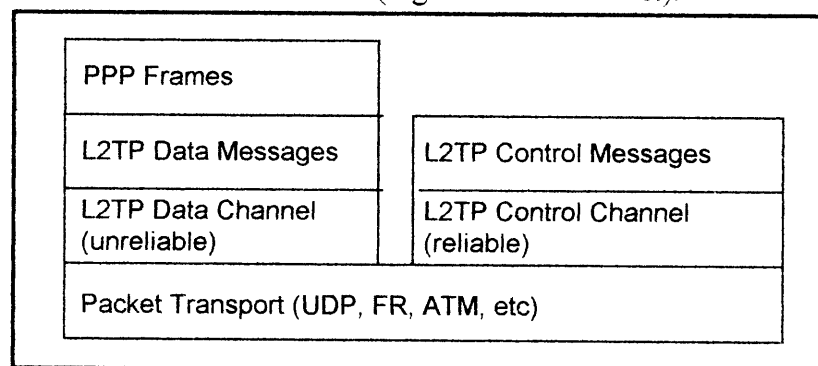 PPP Frames
L2TP Data Messages
L2TP Control Messages
L2TP Data Channel
(unreliable)
L2TP Control Channel
(reliable)
Packet Transport (UDP, FR, ATM, etc)